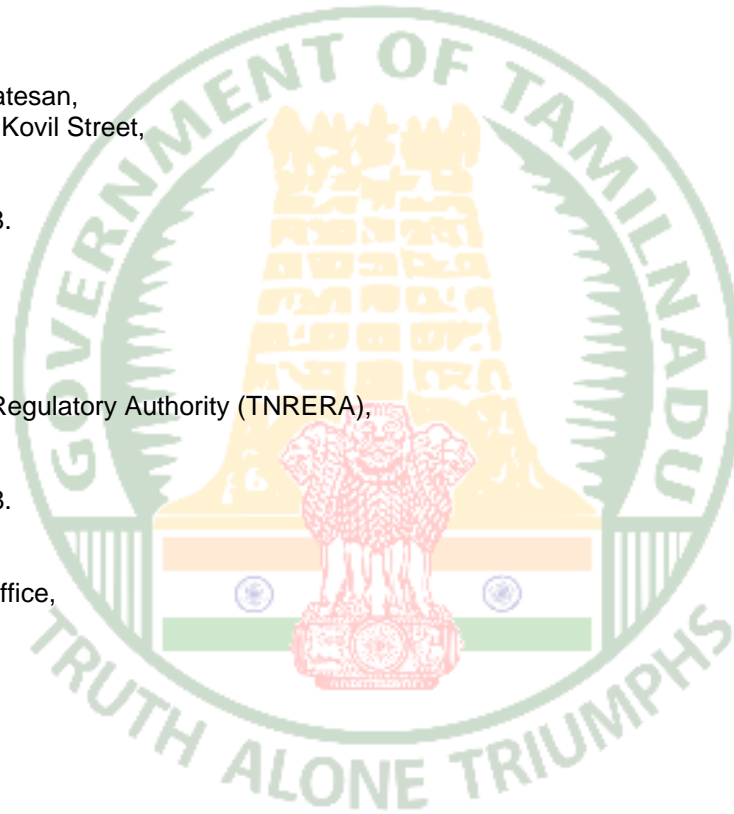 atesan,
Kovil Street,
3.
Regulatory Authority (TNRERA),
3.
ffice,
GOVERNMENT OF TAMILNADU
TRUTH ALONE TRIUMPHS